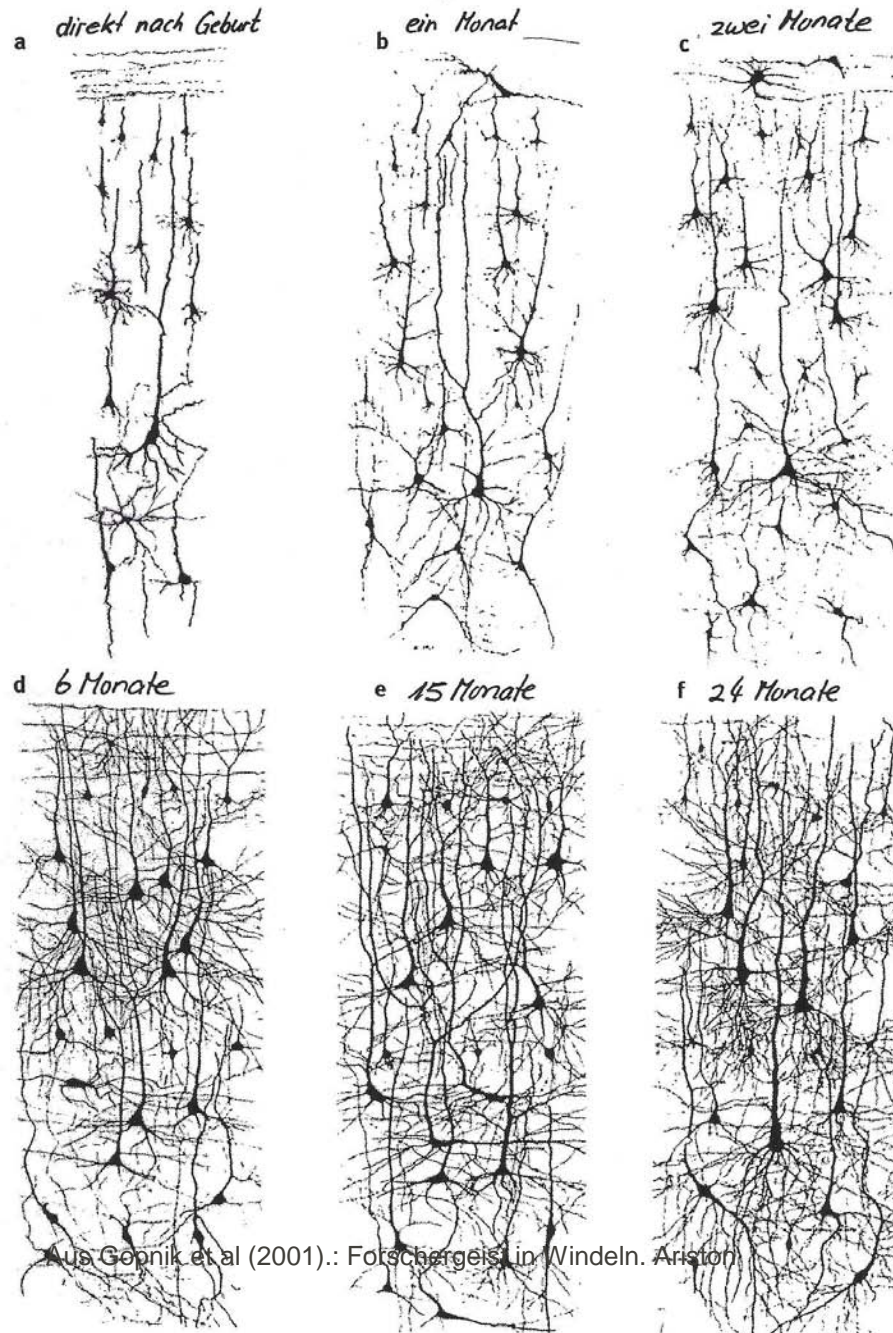 a direkt nach Geburt
b ein Monat
c zwei Monate
d 6 Monate
e 15 Monate
f 24 Monate
Aus Gopnik et al (2001).: Forschergeist in Windeln. Ariston